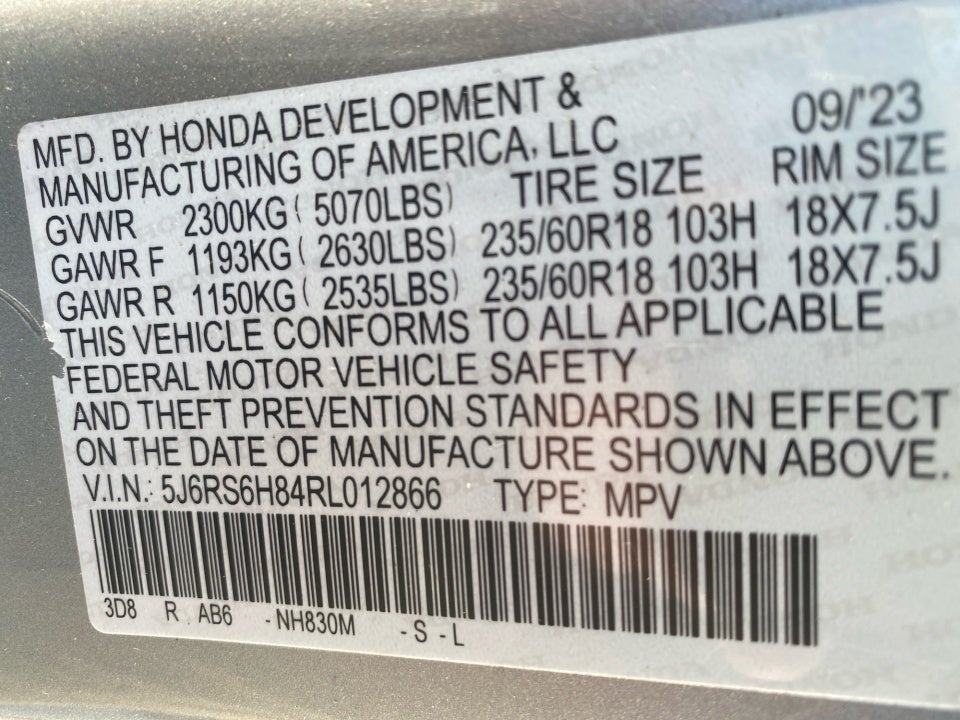 MFD. BY HONDA DEVELOPMENT & 09/'23
MANUFACTURING OF AMERICA, LLC
TIRE SIZE RIM SIZE
GVWR 2300KG( 5070LBS)
GAWR F 1193KG( 2630LBS) 235/60R18 103H 18X7.5J
GAWR R 1150KG( 2535LBS) 235/60R18 103H 18X7.5J
THIS VEHICLE CONFORMS TO ALL APPLICABLE
FEDERAL MOTOR VEHICLE SAFETY
AND THEFT PREVENTION STANDARDS IN EFFECT
ON THE DATE OF MANUFACTURE SHOWN ABOVE.
V.I.N.: 5J6RS6H84RL012866 TYPE: MPV
3D8 R AB6 -NH830M -S -L